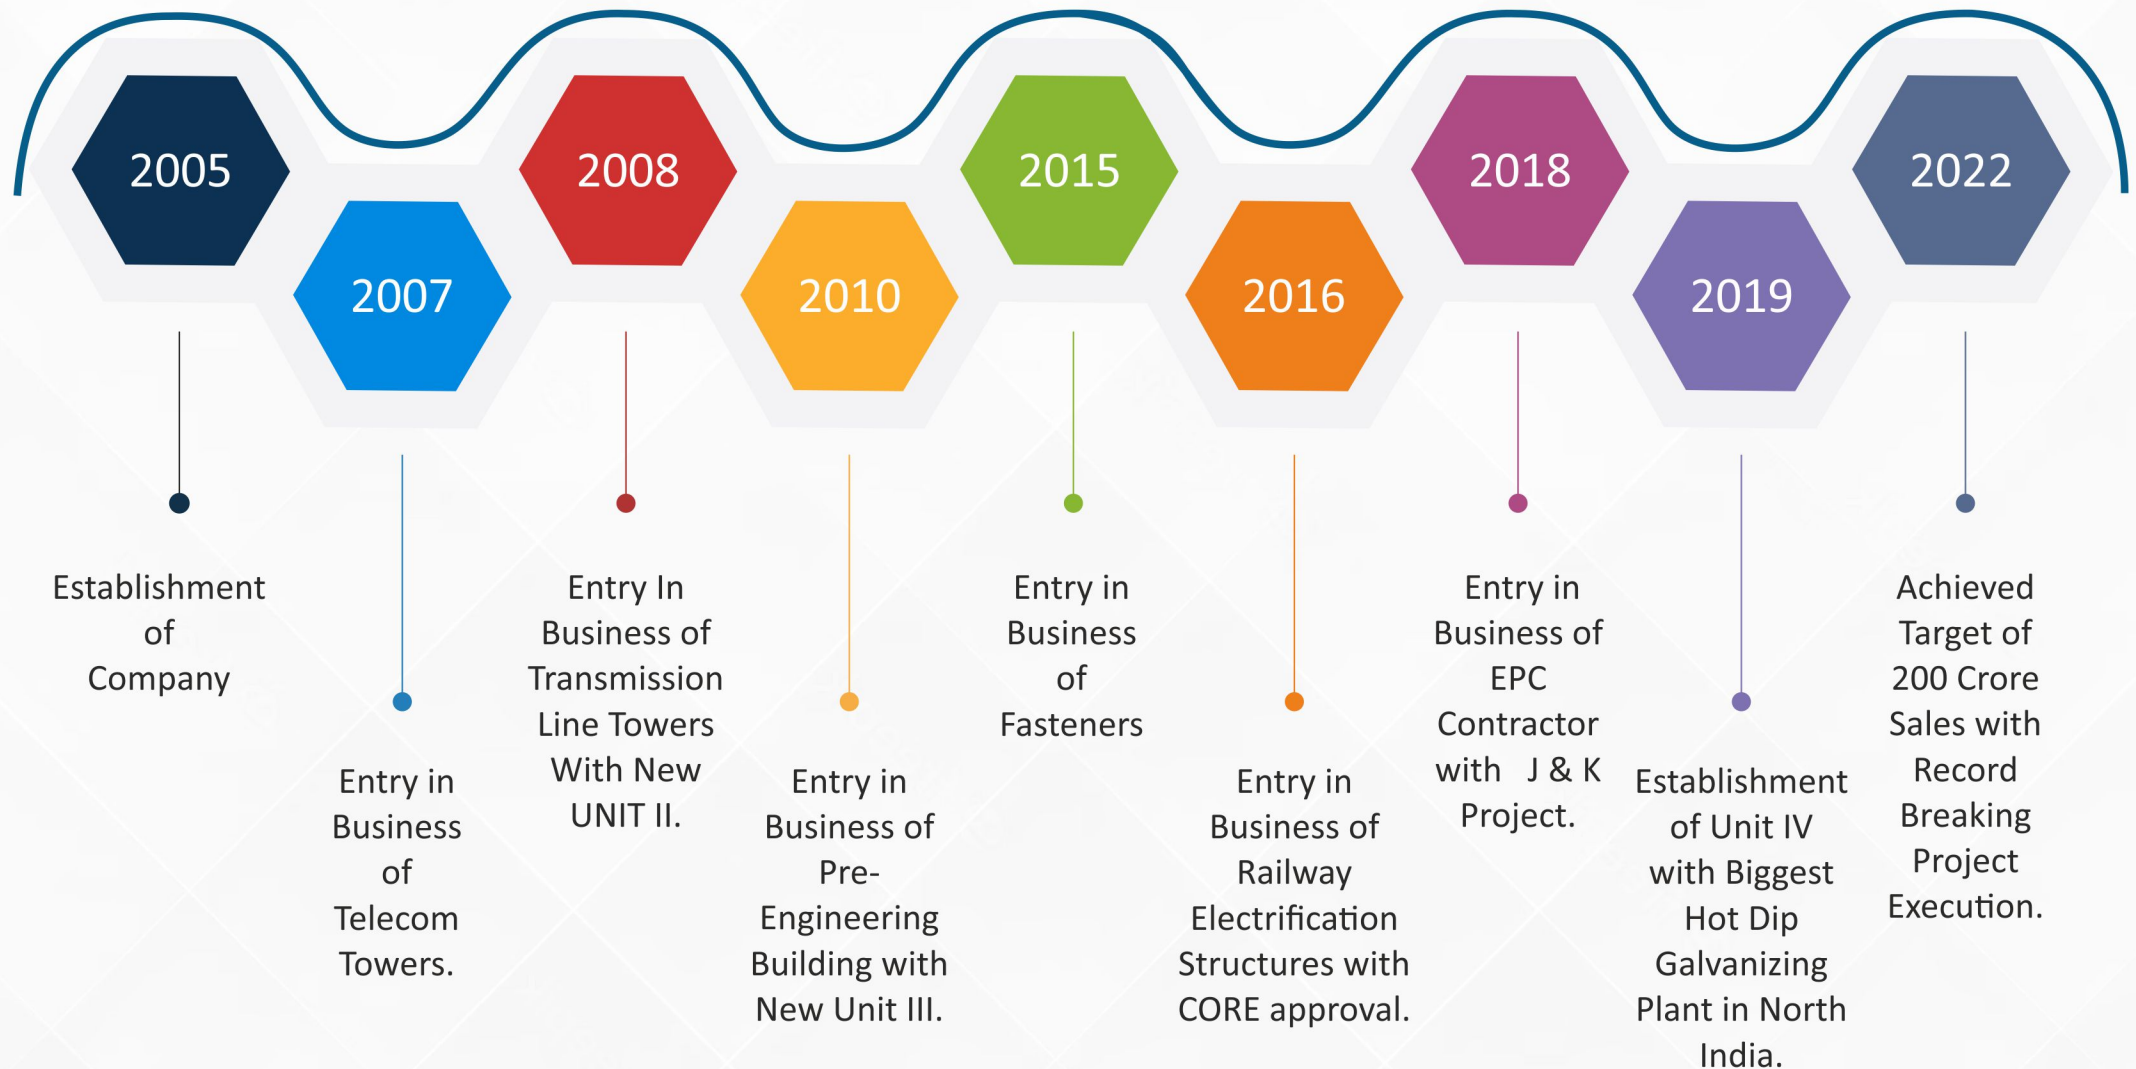 2005
Establishment
of
Company
2007
Entry in
Business
of
Telecom
Towers.
2008
Entry In
Business of
Transmission
Line Towers
With New
UNIT II.
2010
Entry in
Business of
Pre-
Engineering
Building with
New Unit III.
2015
Entry in
Business
of
Fasteners
2016
Entry in
Business of
Railway
Electrification
Structures with
CORE approval.
2018
Entry in
Business of
EPC
Contractor
with J & K
Project.
2019
Establishment
of Unit IV
with Biggest
Hot Dip
Galvanizing
Plant in North
India.
2022
Achieved
Target of
200 Crore
Sales with
Record
Breaking
Project
Execution.